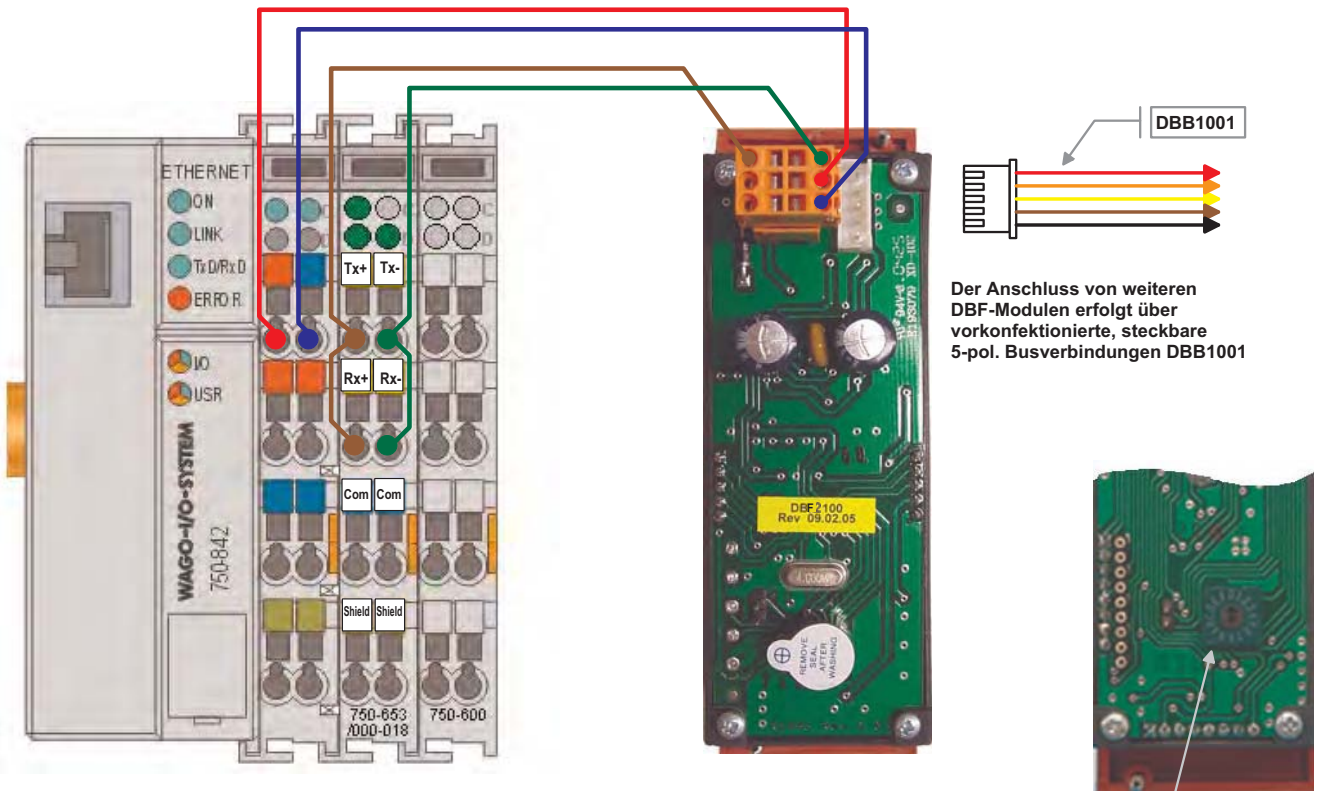 DBB1001
ETHERNET
ON
LINK
TxD/RxD
ERROR
I/O
USR
WAGO-I/O-SYSTEM
750-842
C
D
Tx+ Tx-
Rx+ Rx-
Com Com
Shield Shield
750-653
/000-018
750-600
DBF2100
Rev 09.02.05
REMOVE
SEAL
AFTER
WASHING
Der Anschluss von weiteren
DBF-Modulen erfolgt über
vorkonfektionierte, steckbare
5-pol. Busverbindungen DBB1001